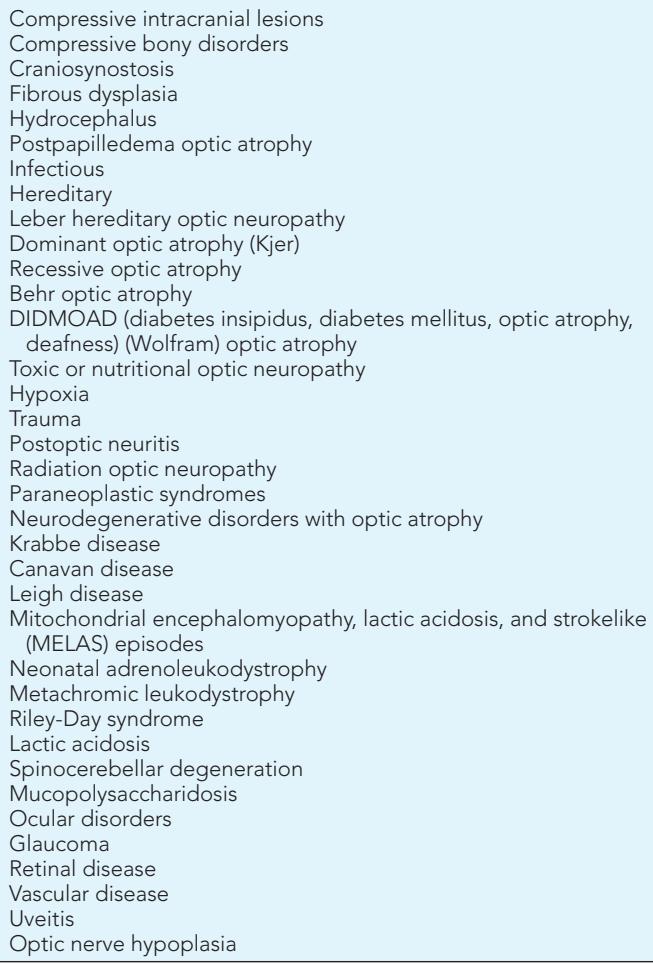 Compressive intracranial lesions
Compressive bony disorders
Craniosynostosis
Fibrous dysplasia
Hydrocephalus
Postpapilledema optic atrophy
Infectious
Hereditary
Leber hereditary optic neuropathy
Dominant optic atrophy (Kjer)
Recessive optic atrophy
Behr optic atrophy
DIDMOAD (diabetes insipidus, diabetes mellitus, optic atrophy,
deafness) (Wolfram) optic atrophy
Toxic or nutritional optic neuropathy
Hypoxia
Trauma
Postoptic neuritis
Radiation optic neuropathy
Paraneoplastic syndromes
Neurodegenerative disorders with optic atrophy
Krabbe disease
Canavan disease
Leigh disease
Mitochondrial encephalomyopathy, lactic acidosis, and strokelike
(MELAS) episodes
Neonatal adrenoleukodystrophy
Metachromic leukodystrophy
Riley-Day syndrome
Lactic acidosis
Spinocerebellar degeneration
Mucopolysaccharidosis
Ocular disorders
Glaucoma
Retinal disease
Vascular disease
Uveitis
Optic nerve hypoplasia